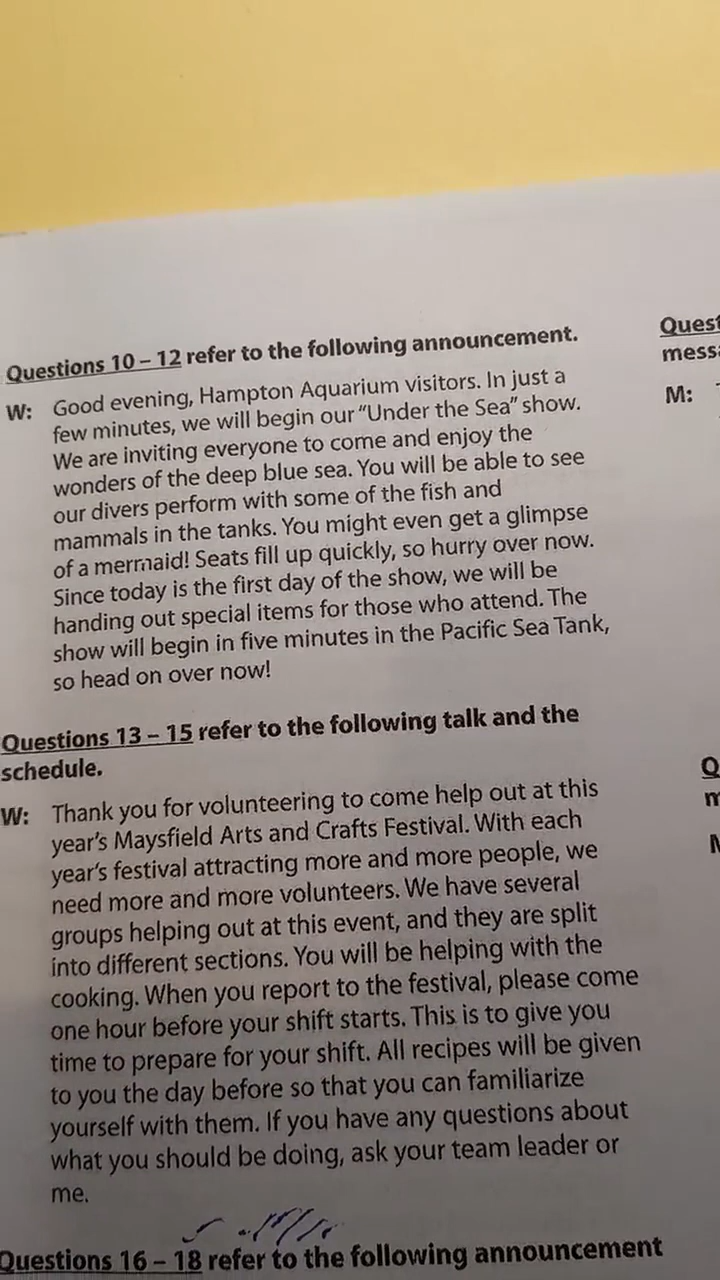 Questions 10 – 12 refer to the following announcement.
W: Good evening, Hampton Aquarium visitors. In just a
few minutes, we will begin our "Under the Sea" show.
We are inviting everyone to come and enjoy the
wonders of the deep blue sea. You will be able to see
our divers perform with some of the fish and
mammals in the tanks. You might even get a glimpse
of a mermaid! Seats fill up quickly, so hurry over now.
Since today is the first day of the show, we will be
handing out special items for those who attend. The
show will begin in five minutes in the Pacific Sea Tank,
so head on over now!
Questions 13 – 15 refer to the following talk and the
schedule.
W: Thank you for volunteering to come help out at this
year's Maysfield Arts and Crafts Festival. With each
year's festival attracting more and more people, we
need more and more volunteers. We have several
groups helping out at this event, and they are split
into different sections. You will be helping with the
cooking. When you report to the festival, please come
one hour before your shift starts. This is to give you
time to prepare for your shift. All recipes will be given
to you the day before so that you can familiarize
yourself with them. If you have any questions about
what you should be doing, ask your team leader or
me.
Questions 16 – 18 refer to the following announcement
M: